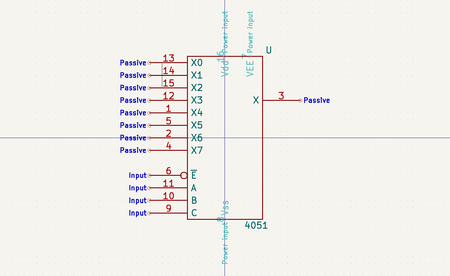 Power input
Power input
16
7
Vdd
VEE
U
Passive 13 X0
Passive 14 X1
Passive 15 X2
Passive 12 X3
X 3 Passive
Passive 1 X4
Passive 5 X5
Passive 2 X6
Passive 4 X7
Input 6 E
Input 11 A
Input 10 B
Input 9 C
Vss
8
4051
Power input